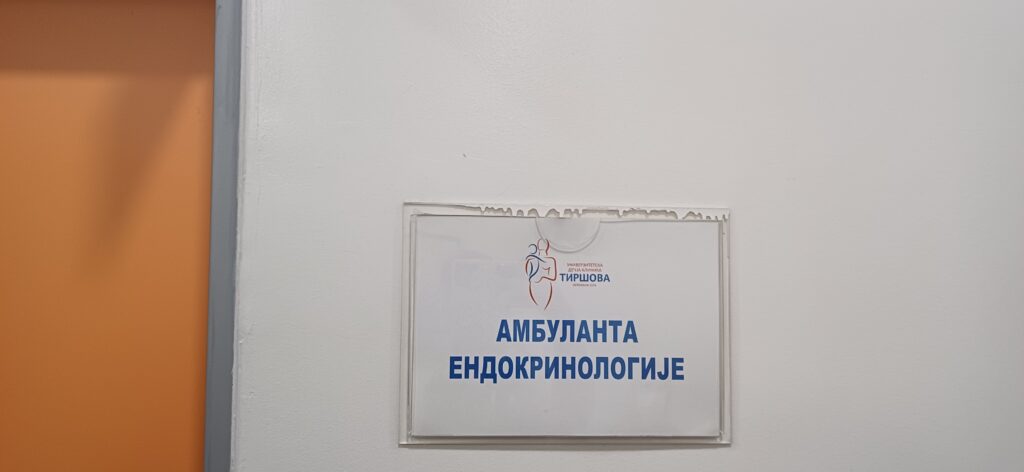 УНИВЕРЗИТЕТСКА
ДЕЧЈА КЛИНИКА
ТИРШОВА
АМБУЛАНТА
ЕНДОКРИНОЛОГИЈЕ